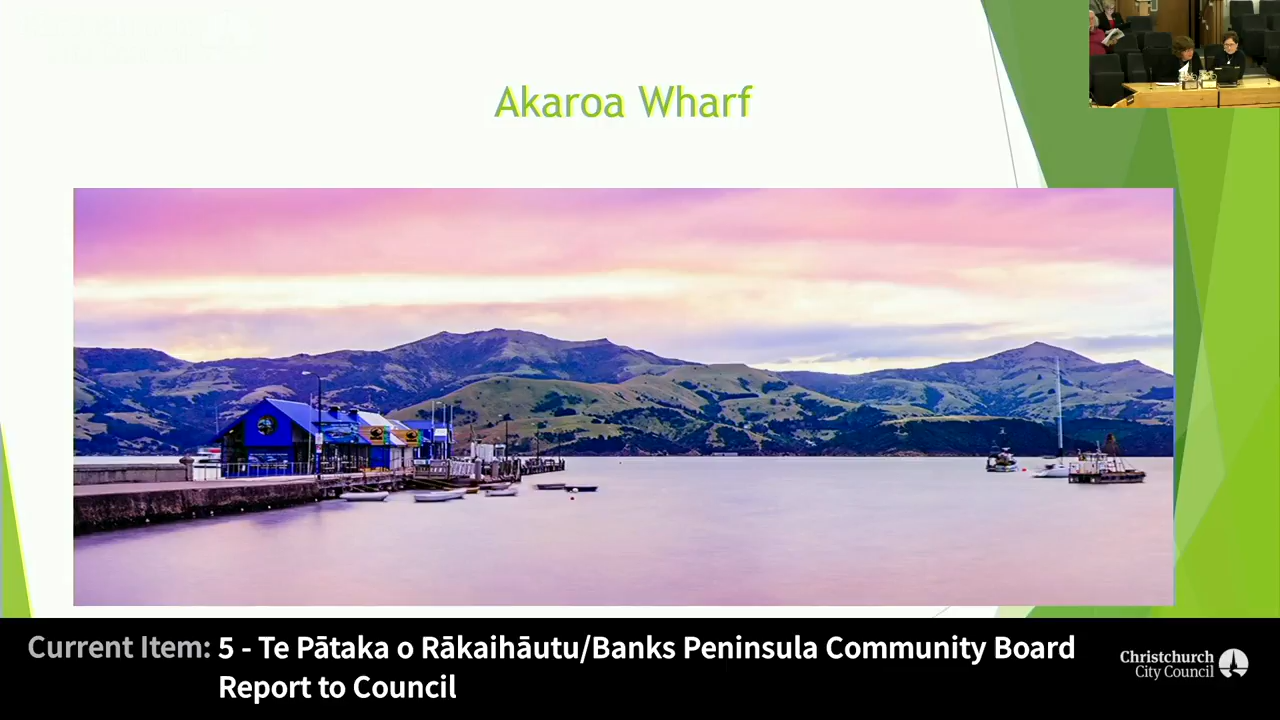 Akaroa Wharf
Current Item: 5 - Te Pātaka o Rākaihāutu/Banks Peninsula Community Board
Report to Council
Christchurch
City Council